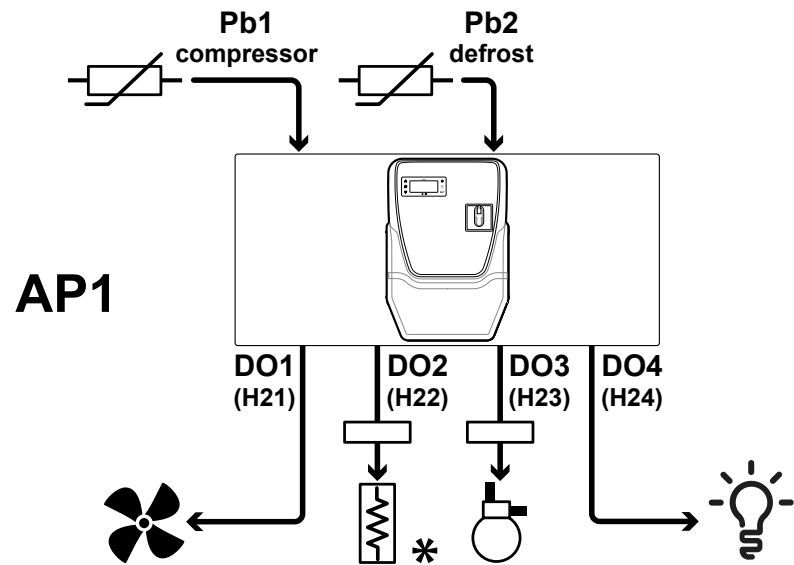 Pb1
compressor
Pb2
defrost
AP1
DO1
(H21)
DO2
(H22)
DO3
(H23)
DO4
(H24)
*